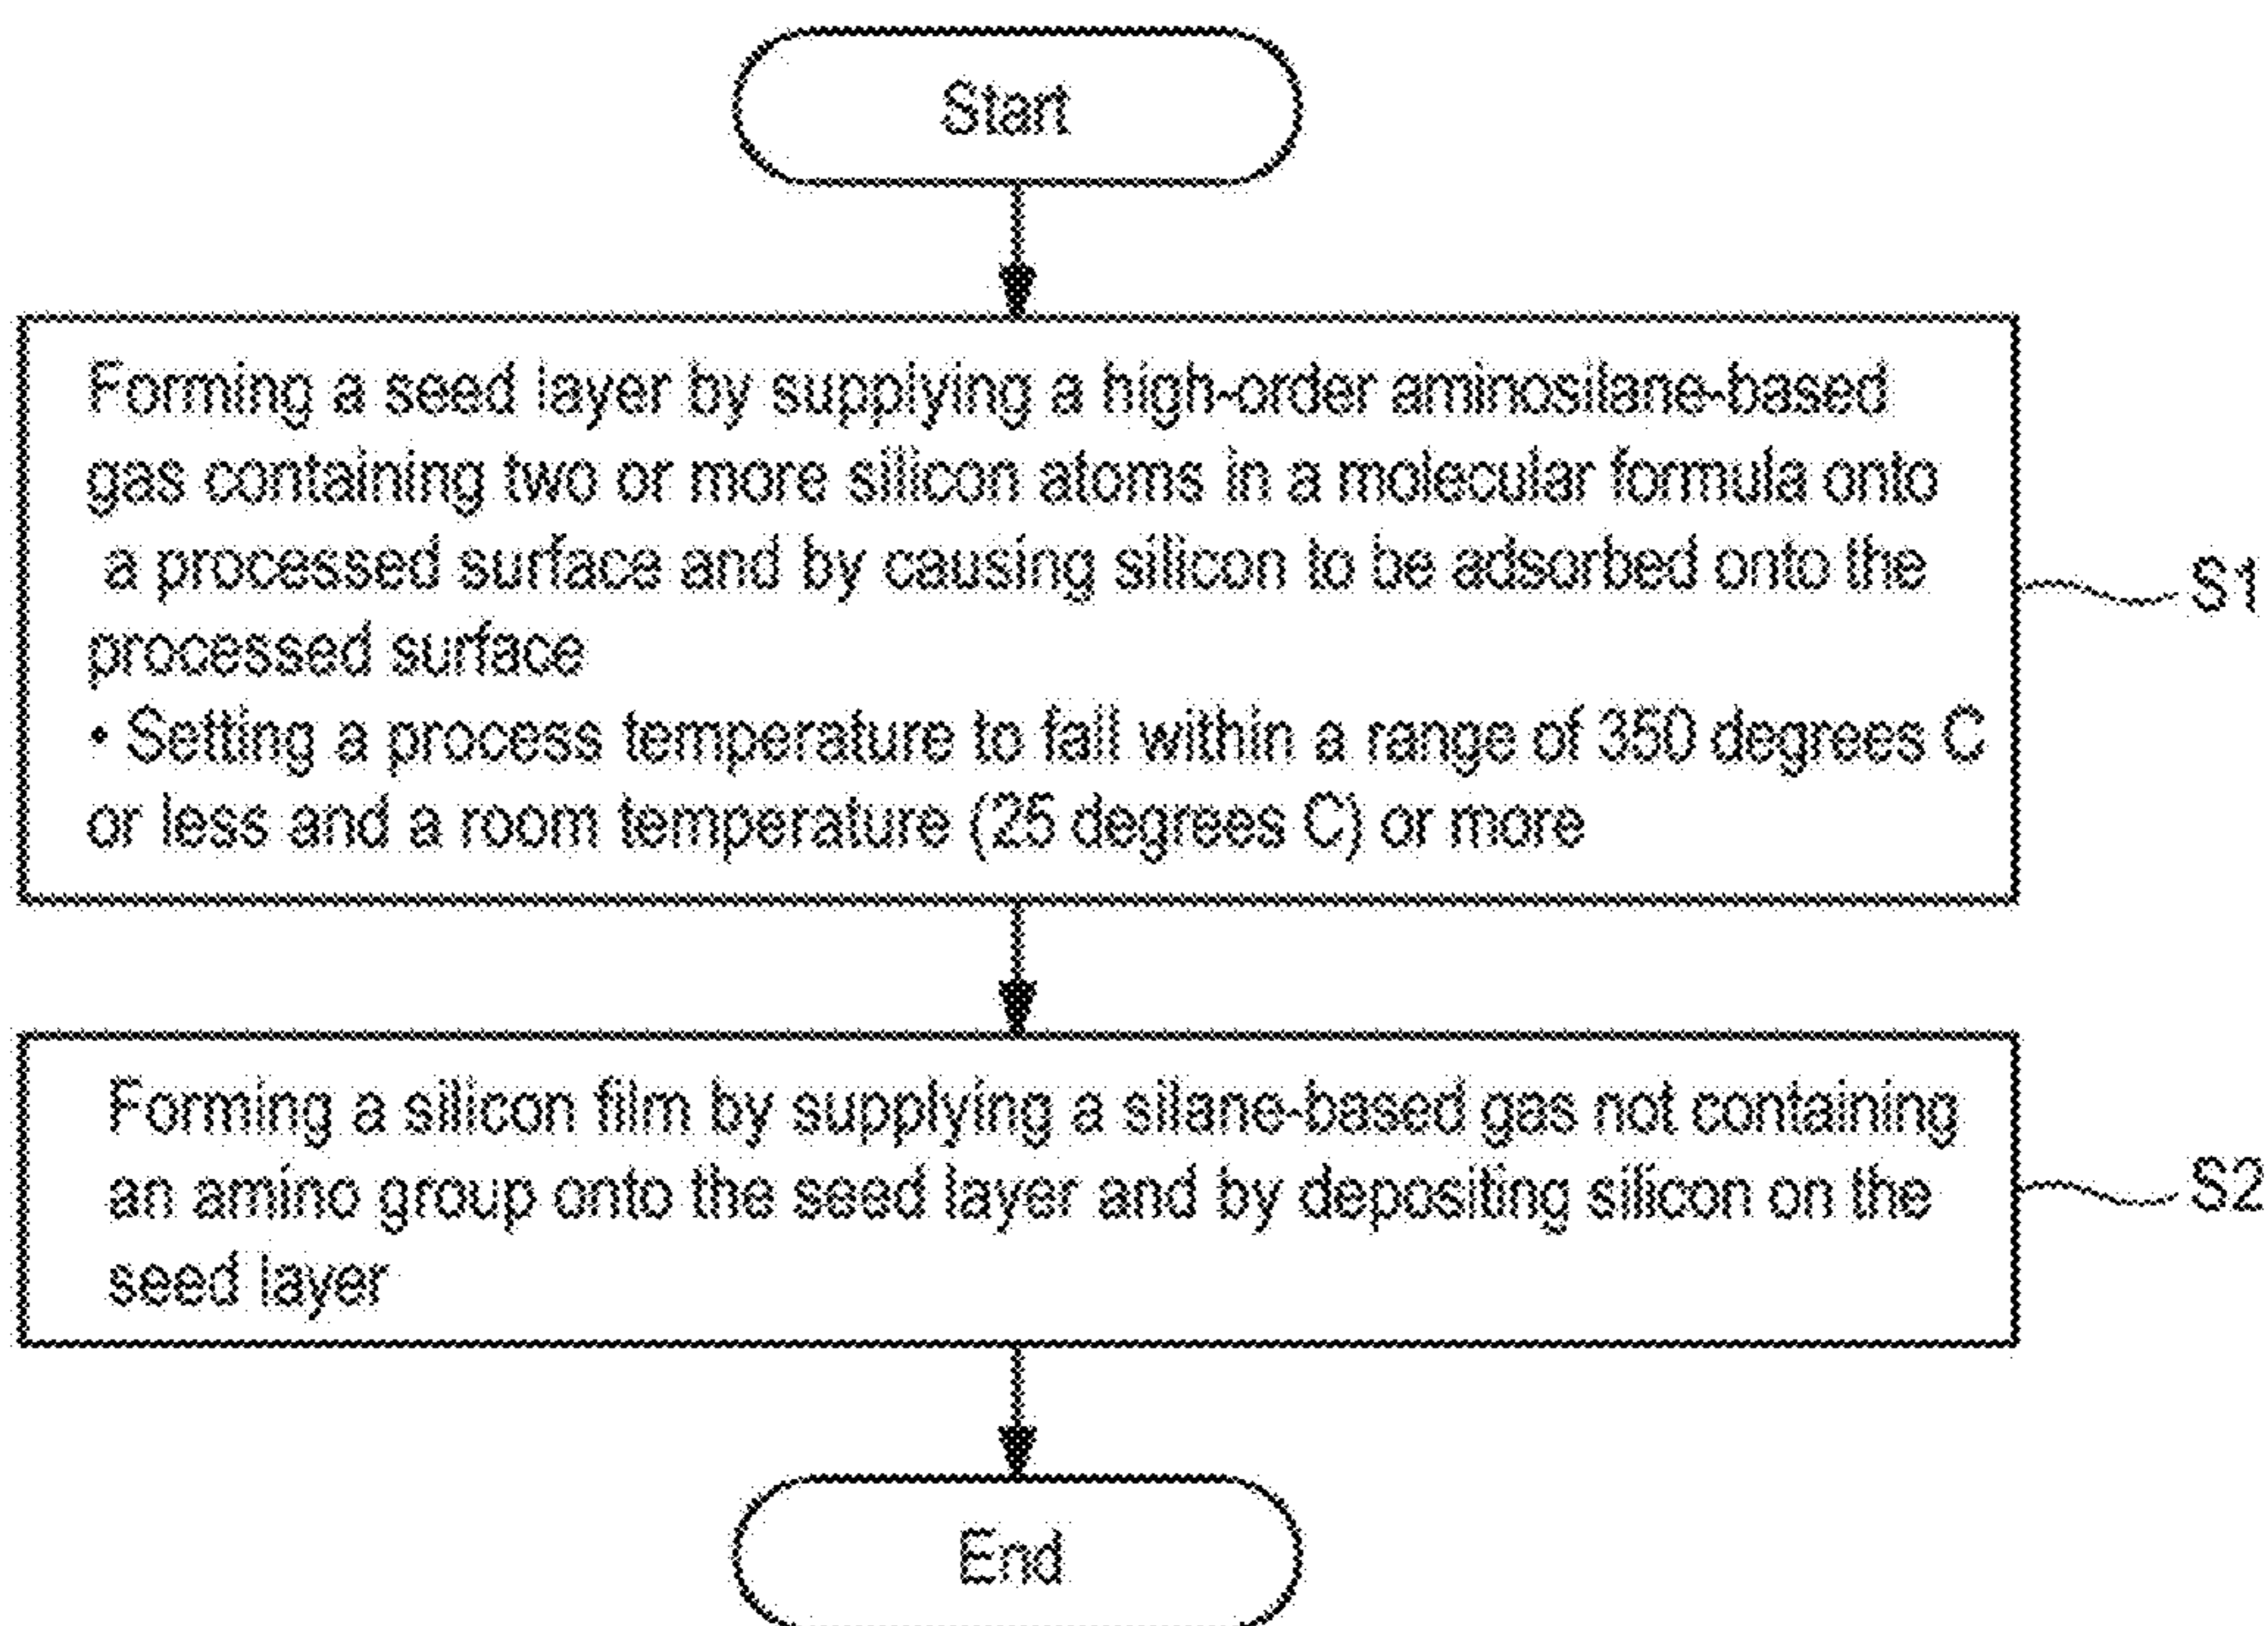 Start
Forming a seed layer by supplying a high-order aminosilane-based
gas containing two or more silicon atoms in a molecular formula onto
a processed surface and by causing silicon to be adsorbed onto the
processed surface
• Setting a process temperature to fall within a range of 350 degrees C
or less and a room temperature (25 degrees C) or more
S1
Forming a silicon film by supplying a silane-based gas not containing
an amino group onto the seed layer and by depositing silicon on the
seed layer
S2
End